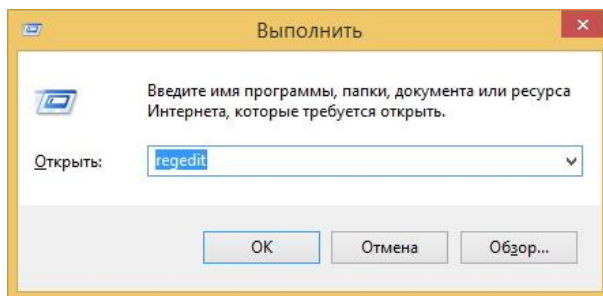 Выполнить
Введите имя программы, папки, документа или ресурса
Интернета, которые требуется открыть.
Открыть: regedit
ОК Отмена Обзор...